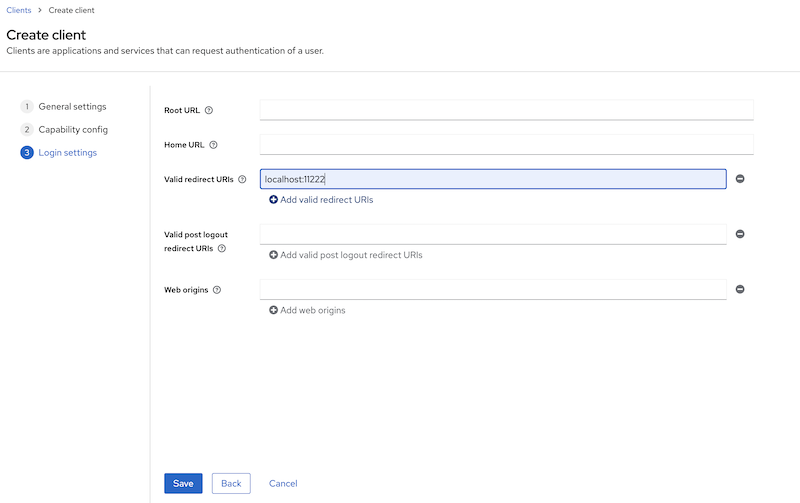 Clients > Create client
Create client
Clients are applications and services that can request authentication of a user.
1 General settings
2 Capability config
3 Login settings
Root URL
Home URL
Valid redirect URIs localhost:11222
Add valid redirect URIs
Valid post logout
redirect URIs
Add valid post logout redirect URIs
Web origins
Add web origins
Save Back Cancel